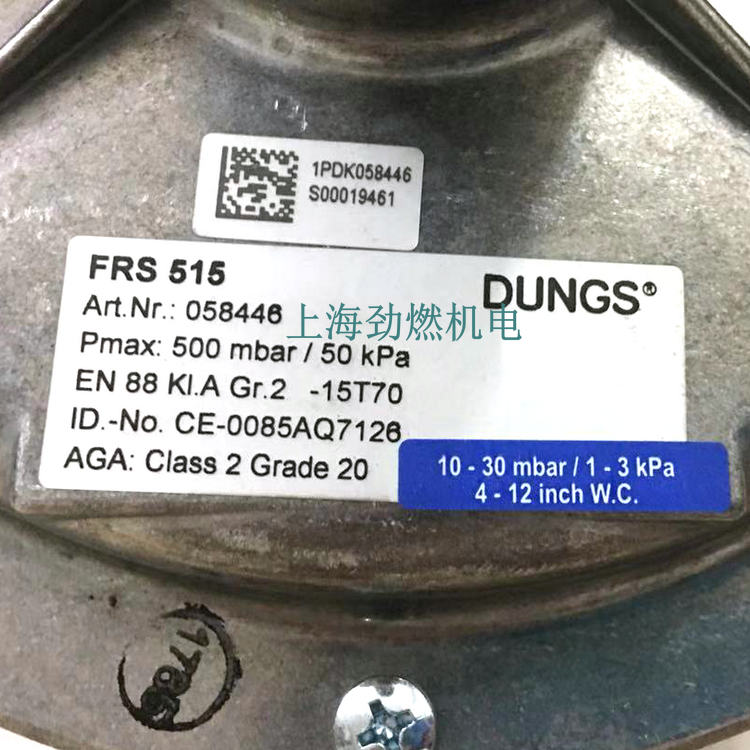 1PDK058446
S00019461
FRS 515
DUNGS®
Art.Nr.: 058446
上海劲燃机电
Pmax: 500 mbar / 50 kPa
EN 88 Kl.A Gr.2 -15T70
ID.-No. CE-0085AQ7126
AGA: Class 2 Grade 20
10 - 30 mbar / 1 - 3 kPa
4 - 12 inch W.C.